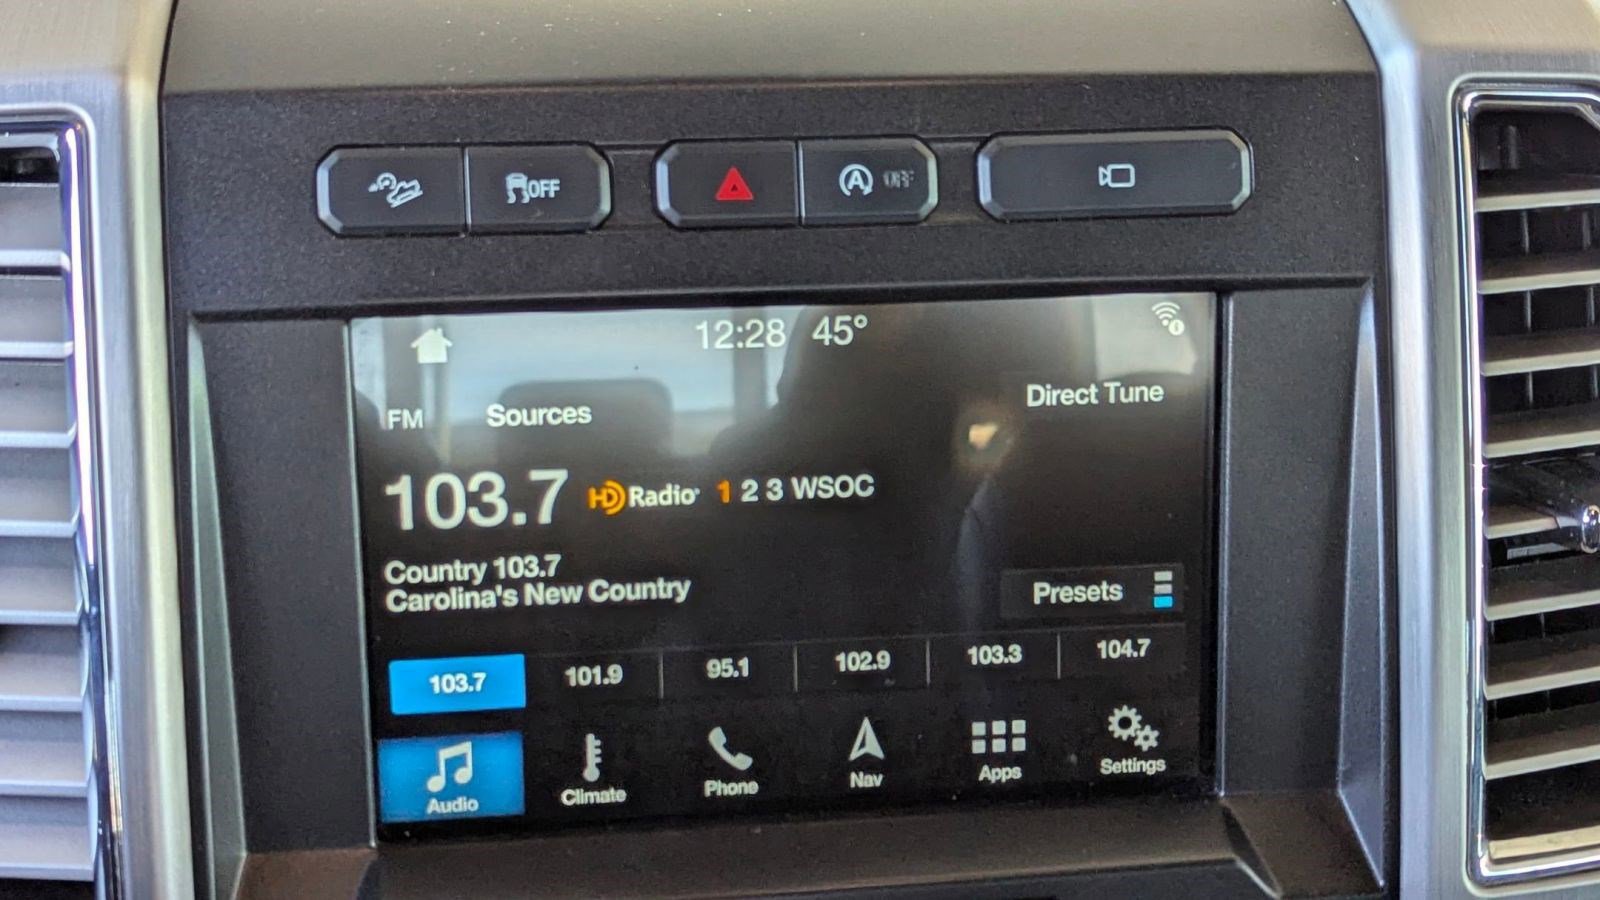 OFF
A OFF
12:28 45°
Direct Tune
FM Sources
103.7 HD Radio 1 2 3 WSOC
Country 103.7
Carolina's New Country
Presets
103.7 101.9 95.1 102.9 103.3 104.7
Audio Climate Phone Nav Apps Settings